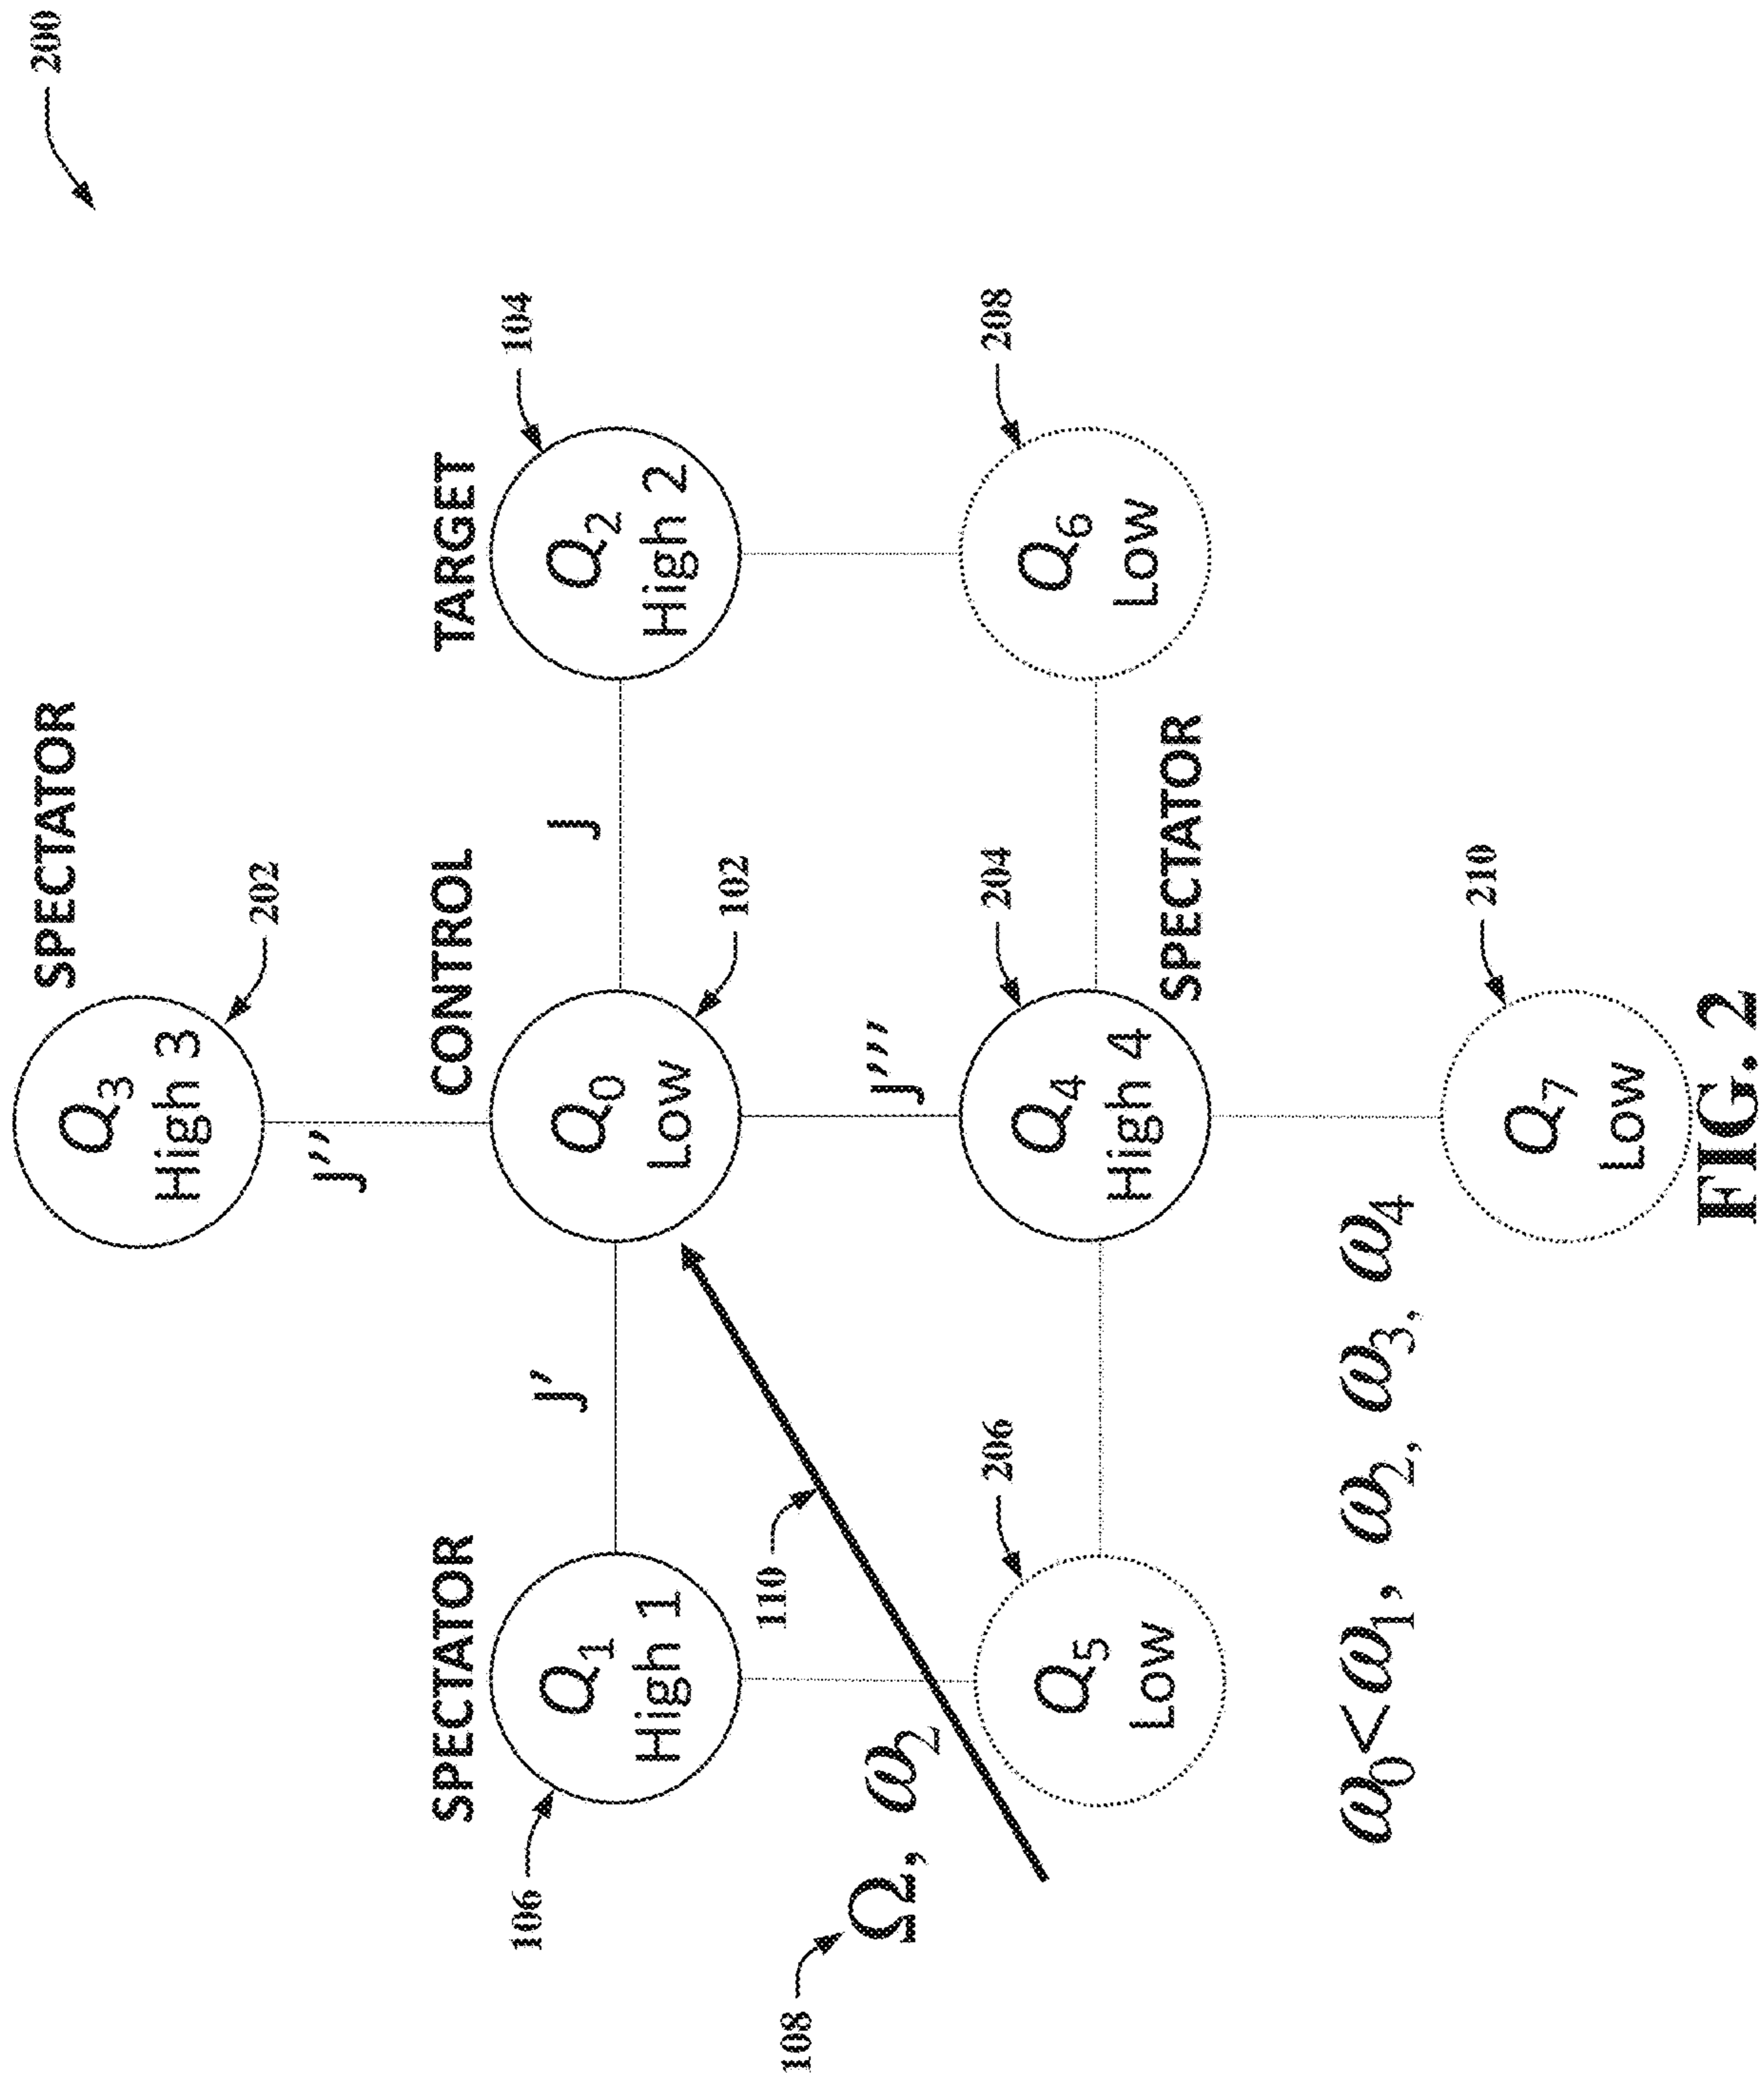 200
SPECTATOR
Q₃
High 3
202
J''
SPECTATOR
CONTROL
TARGET
106
104
Q₁
High 1
J'
Q₀
Low
J
Q₂
High 2
102
110
108
Ω, ω₂
J'''
206
204
208
Q₅
Low
Q₄
High 4
Q₆
Low
SPECTATOR
ω₀<ω₁, ω₂, ω₃, ω₄
210
Q₇
Low
FIG. 2